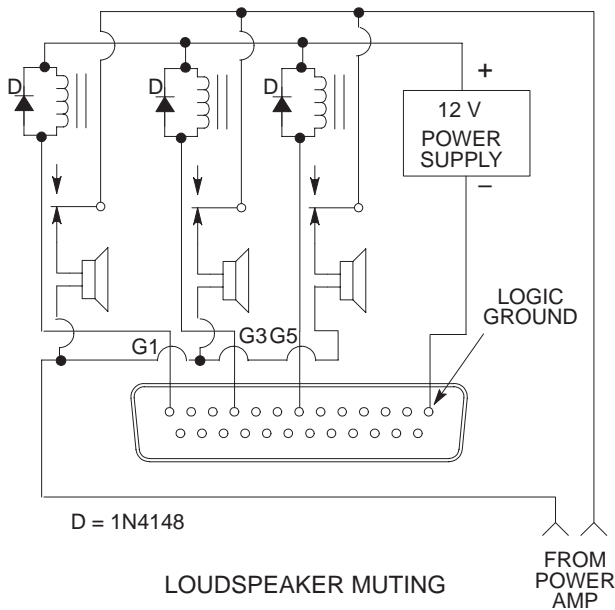 D
D
D
+
12 V
POWER
SUPPLY
–
LOGIC
GROUND
G1
G3
G5
D = 1N4148
LOUDSPEAKER MUTING
FROM
POWER
AMP